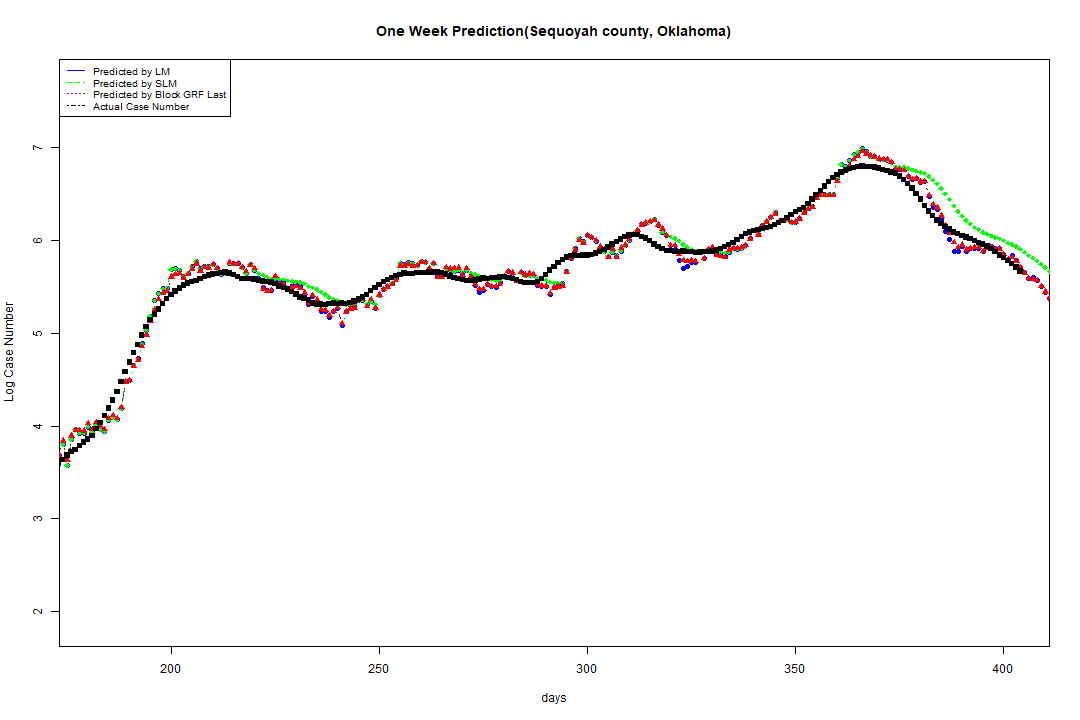 One Week Prediction(Sequoyah county, Oklahoma)
Predicted by LM
Predicted by SLM
Predicted by Block GRF Last
Actual Case Number
7
6
5
4
3
2
Log Case Number
200 250 300 350 400
days